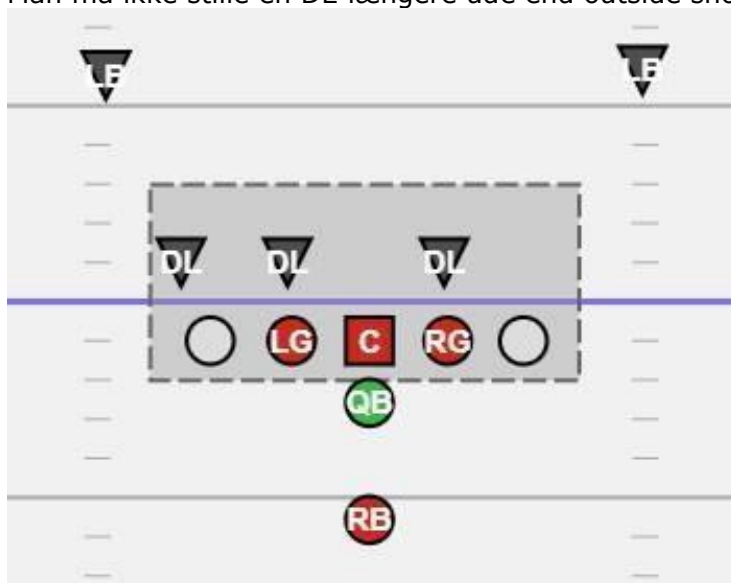 Man må ikke stille en DL længere ude end outside
LB LB
DL DL DL
LG C RG
QB
RB